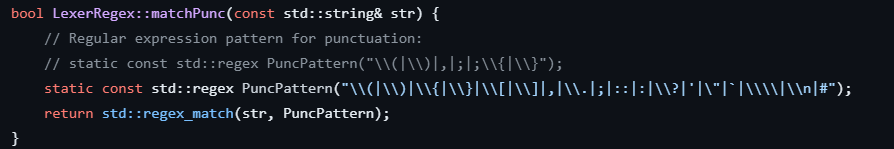 bool LexerRegex::matchPunc(const std::string& str) {
    // Regular expression pattern for punctuation:
    // static const std::regex PuncPattern("\\(|\\)|,|;|;\\{|\\}");
    static const std::regex PuncPattern("\\(|\\)|\\{|\\}|\\[|\\]|,|\\.|;|::|:|\\?|'|\"|`|\\\\|\\n|#");
    return std::regex_match(str, PuncPattern);
}